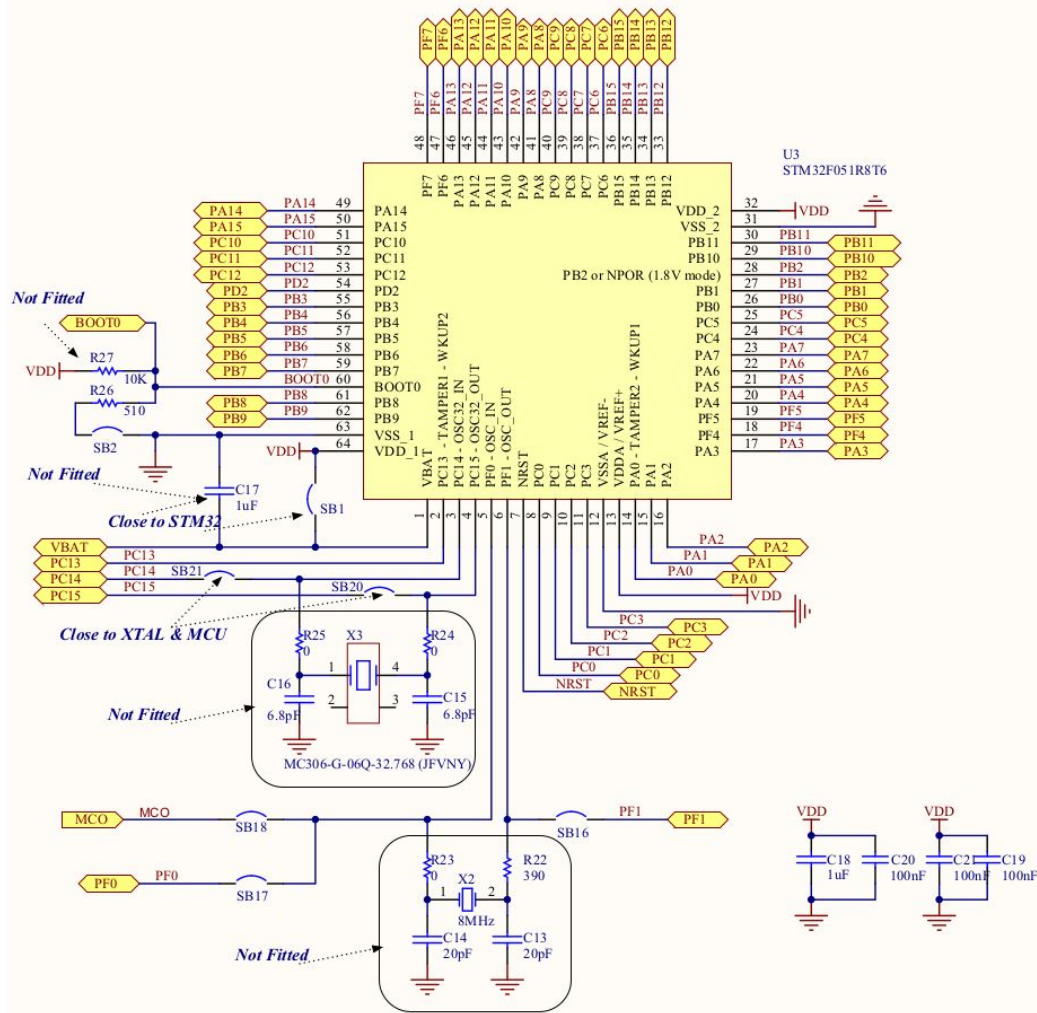 PF7 PF6 PA13 PA12 PA11 PA10 PA9 PA8 PC9 PC8 PC7 PC6 PB15 PB14 PB13 PB12
PF7 PF6 PA13 PA12 PA11 PA10 PA9 PA8 PC9 PC8 PC7 PC6 PB15 PB14 PB13 PB12
48 47 46 45 44 43 42 41 40 39 38 37 36 35 34 33
U3
STM32F051R8T6
PF7 PF6 PA13 PA12 PA11 PA10 PA9 PA8 PC9 PC8 PC7 PC6 PB15 PB14 PB13 PB12
PA14 PA14 49 PA14 VDD_2 32 VDD
PA15 PA15 50 PA15 VSS_2 31
PC10 PC10 51 PC10 PB11 30 PB11 PB11
PC11 PC11 52 PC11 PB10 29 PB10 PB10
PC12 PC12 53 PC12 PB2 or NPOR (1.8V mode) 28 PB2 PB2
PD2 PD2 54 PD2 PB1 27 PB1 PB1
Not Fitted
PB3 PB3 55 PB3 PB0 26 PB0 PB0
BOOT0 PB4 PB4 56 PB4 PC5 25 PC5 PC5
PB5 PB5 57 PB5 PC4 24 PC4 PC4
R27 PB6 PB6 58 PB6 PA7 23 PA7 PA7
VDD 10K PB7 PB7 59 PB7 PA6 22 PA6 PA6
R26 BOOT0 60 BOOT0 PA5 21 PA5 PA5
510 PB8 PB8 61 PB8 PA4 20 PA4 PA4
PB9 PB9 62 PB9 PF5 19 PF5 PF5
SB2 63 VSS_1 PF4 18 PF4 PF4
VDD 64 VDD_1 PA3 17 PA3 PA3
VBAT
PC13 - TAMPER1 - WKUP2
PC14 - OSC32_IN
PC15 - OSC32_OUT
PF0 - OSC_IN
PF1 - OSC_OUT
NRST
PC0
PC1
PC2
PC3
VSSA / VREF-
VDDA / VREF+
PA0 - TAMPER2 - WKUP1
PA1
PA2
1 2 3 4 5 6 7 8 9 10 11 12 13 14 15 16
Not Fitted
C17
1uF
SB1
Close to STM32
VBAT
PC13 PC13
PC14 PC14 SB21
PC15 PC15 SB20
PA2 PA2
PA1 PA1
PA0 PA0
VDD
Close to XTAL & MCU
PC3 PC3
PC2 PC2
PC1 PC1
PC0 PC0
NRST NRST
R25
0
X3
R24
0
1 4
C16
6.8pF
2 3
C15
6.8pF
Not Fitted
MC306-G-06Q-32.768 (JFVNY)
MCO MCO SB18
SB16 PF1 PF1
PF0 PF0 SB17
R23
0
X2
R22
390
1 2
8MHz
C14
20pF
C13
20pF
Not Fitted
VDD VDD
C18 C20 C21 C19
1uF 100nF 100nF 100nF